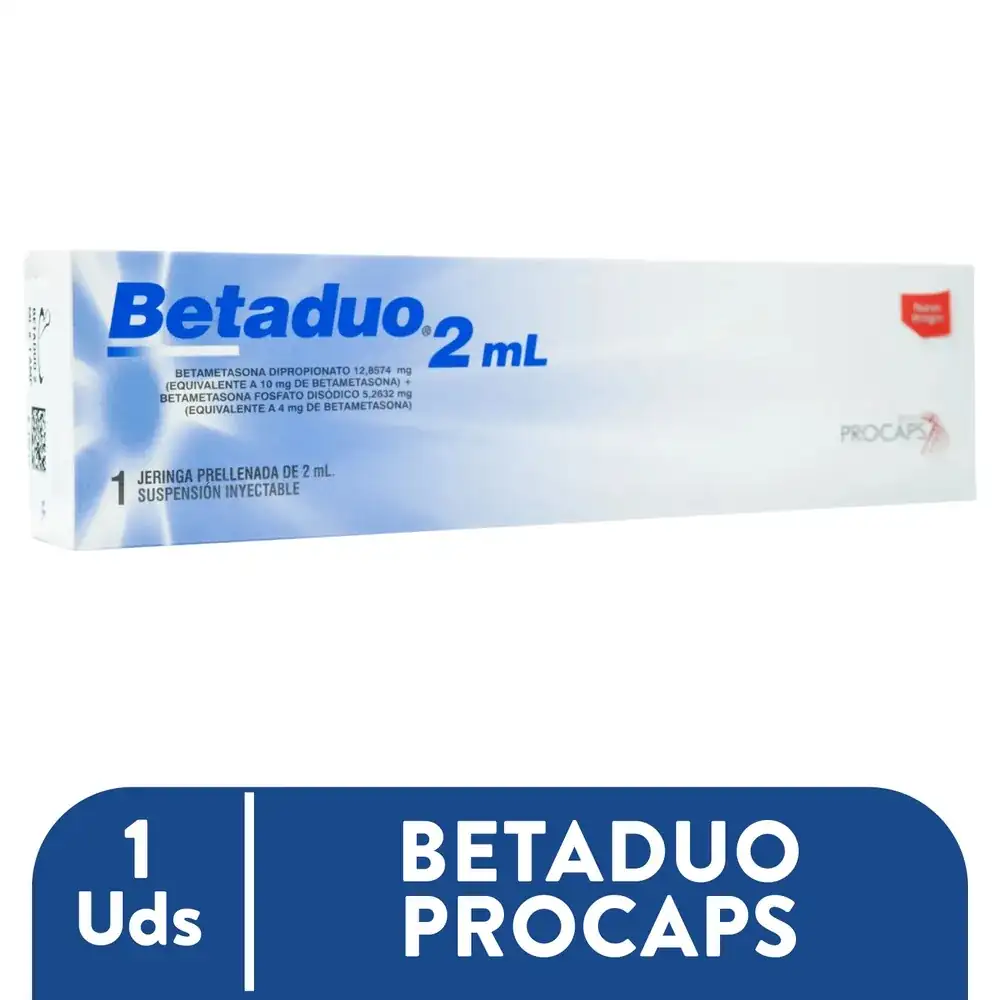 Betaduo® 2 mL
BETAMETASONA DIPROPIONATO 12,8574 mg
(EQUIVALENTE A 10 mg DE BETAMETASONA) +
BETAMETASONA FOSFATO DISÓDICO 5,2632 mg
(EQUIVALENTE A 4 mg DE BETAMETASONA)
1 JERINGA PRELLENADA DE 2 mL.
SUSPENSIÓN INYECTABLE
PROCAPS
1
Uds
BETADUO
PROCAPS